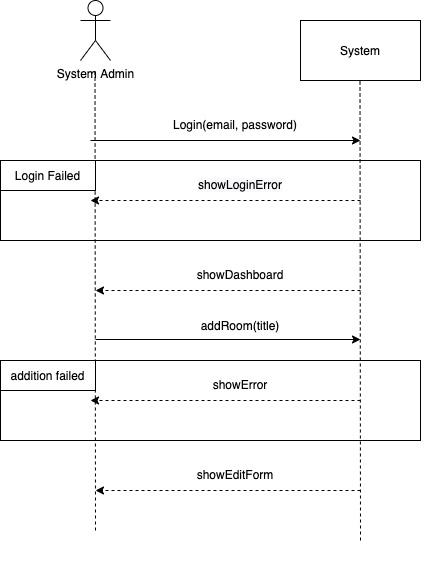 System Admin
System
Login(email, password)
Login Failed
showLoginError
showDashboard
addRoom(title)
addition failed
showError
showEditForm